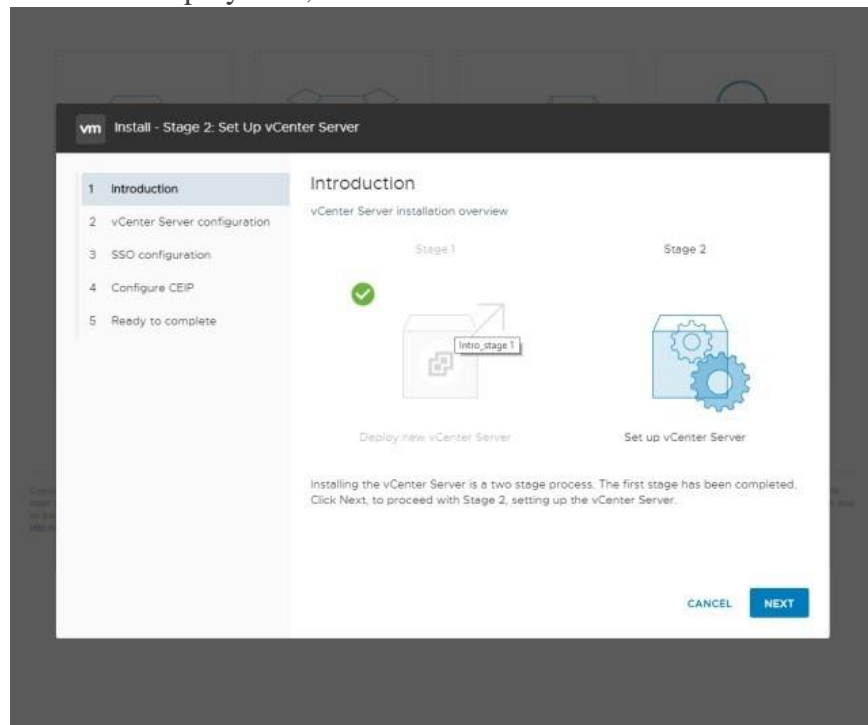 vm Install - Stage 2: Set Up vCenter Server
1 Introduction
2 vCenter Server configuration
3 SSO configuration
4 Configure CEIP
5 Ready to complete
Introduction
vCenter Server installation overview
Stage 1
Stage 2
Intro_stage 1
Deploy new vCenter Server
Set up vCenter Server
Installing the vCenter Server is a two stage process. The first stage has been completed.
Click Next, to proceed with Stage 2, setting up the vCenter Server.
CANCEL
NEXT